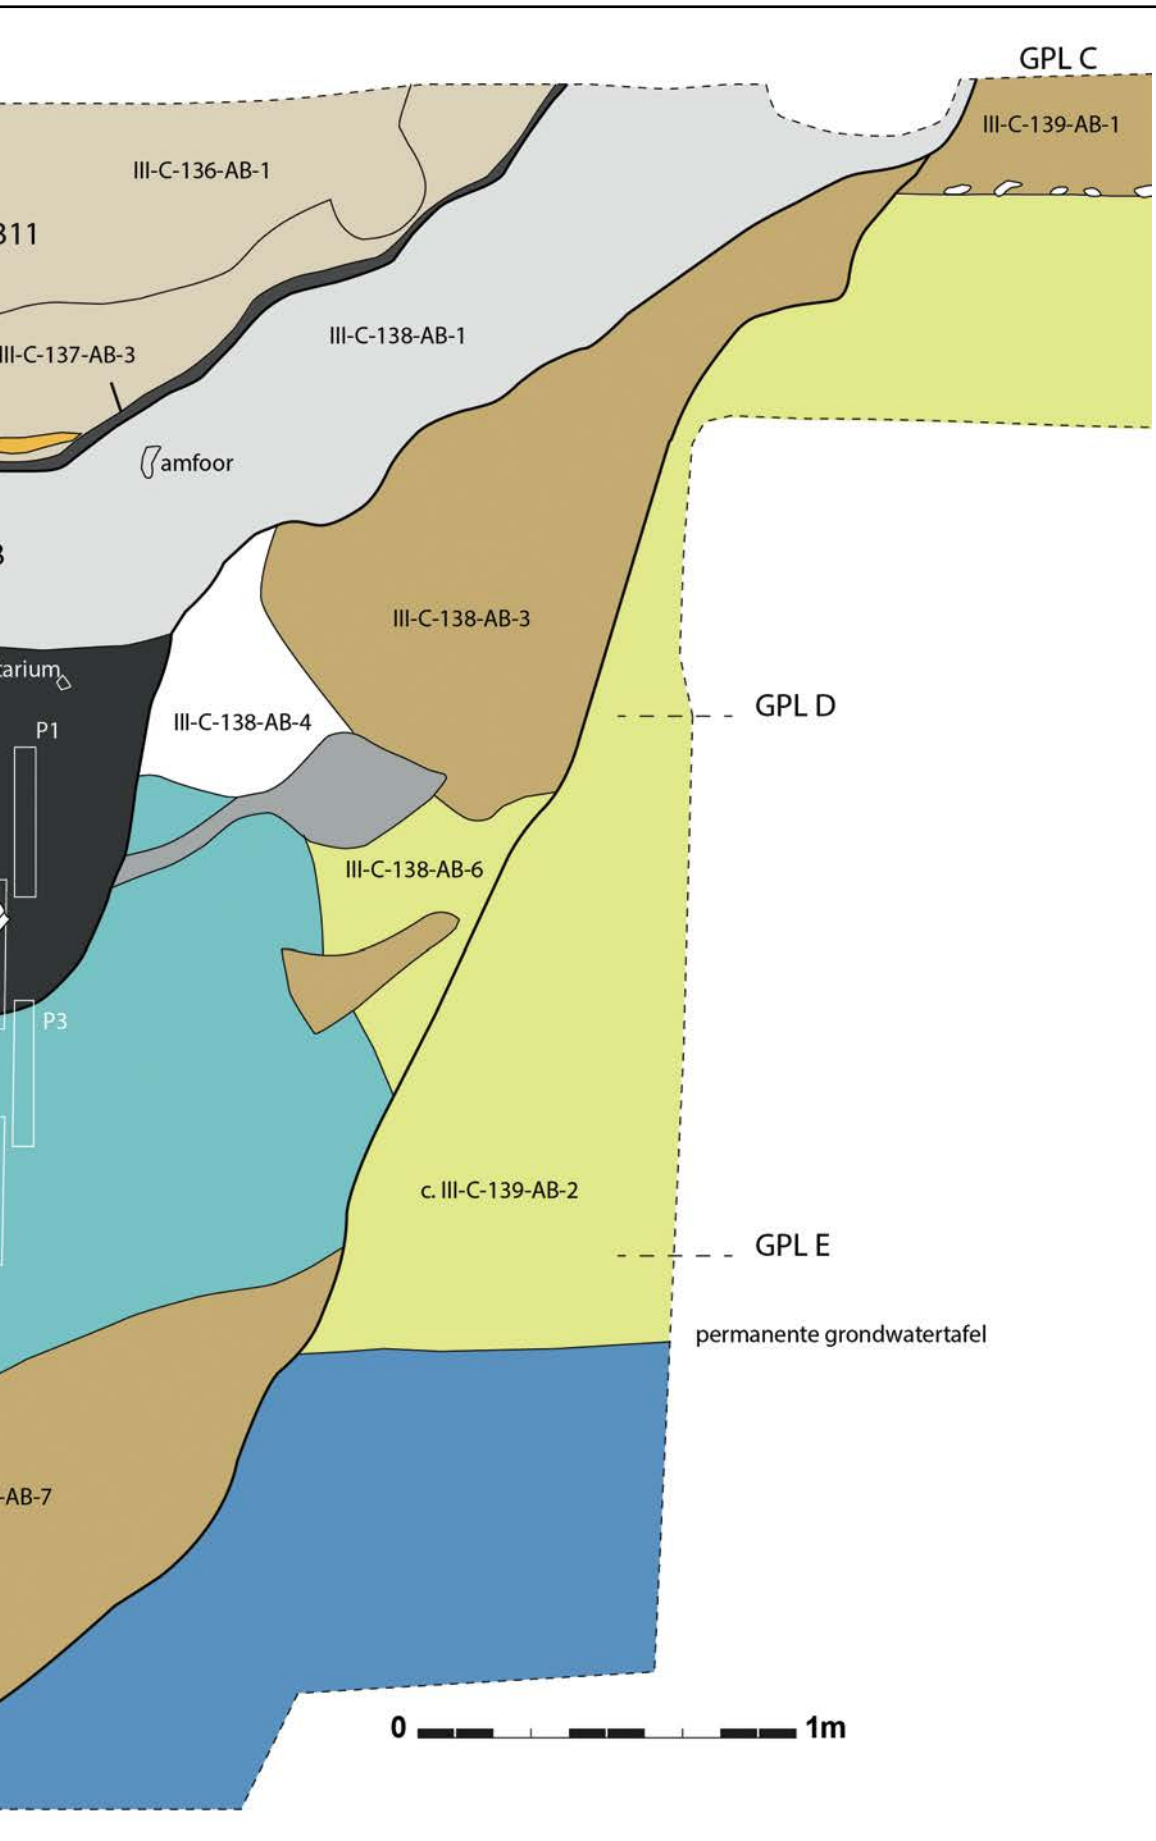 GPL C
III-C-139-AB-1
III-C-136-AB-1
811
III-C-138-AB-1
III-C-137-AB-3
amfoor
III-C-138-AB-3
tarium
GPL D
III-C-138-AB-4
P1
III-C-138-AB-6
P3
c. III-C-139-AB-2
GPL E
permanente grondwatertafel
-AB-7
0 1m